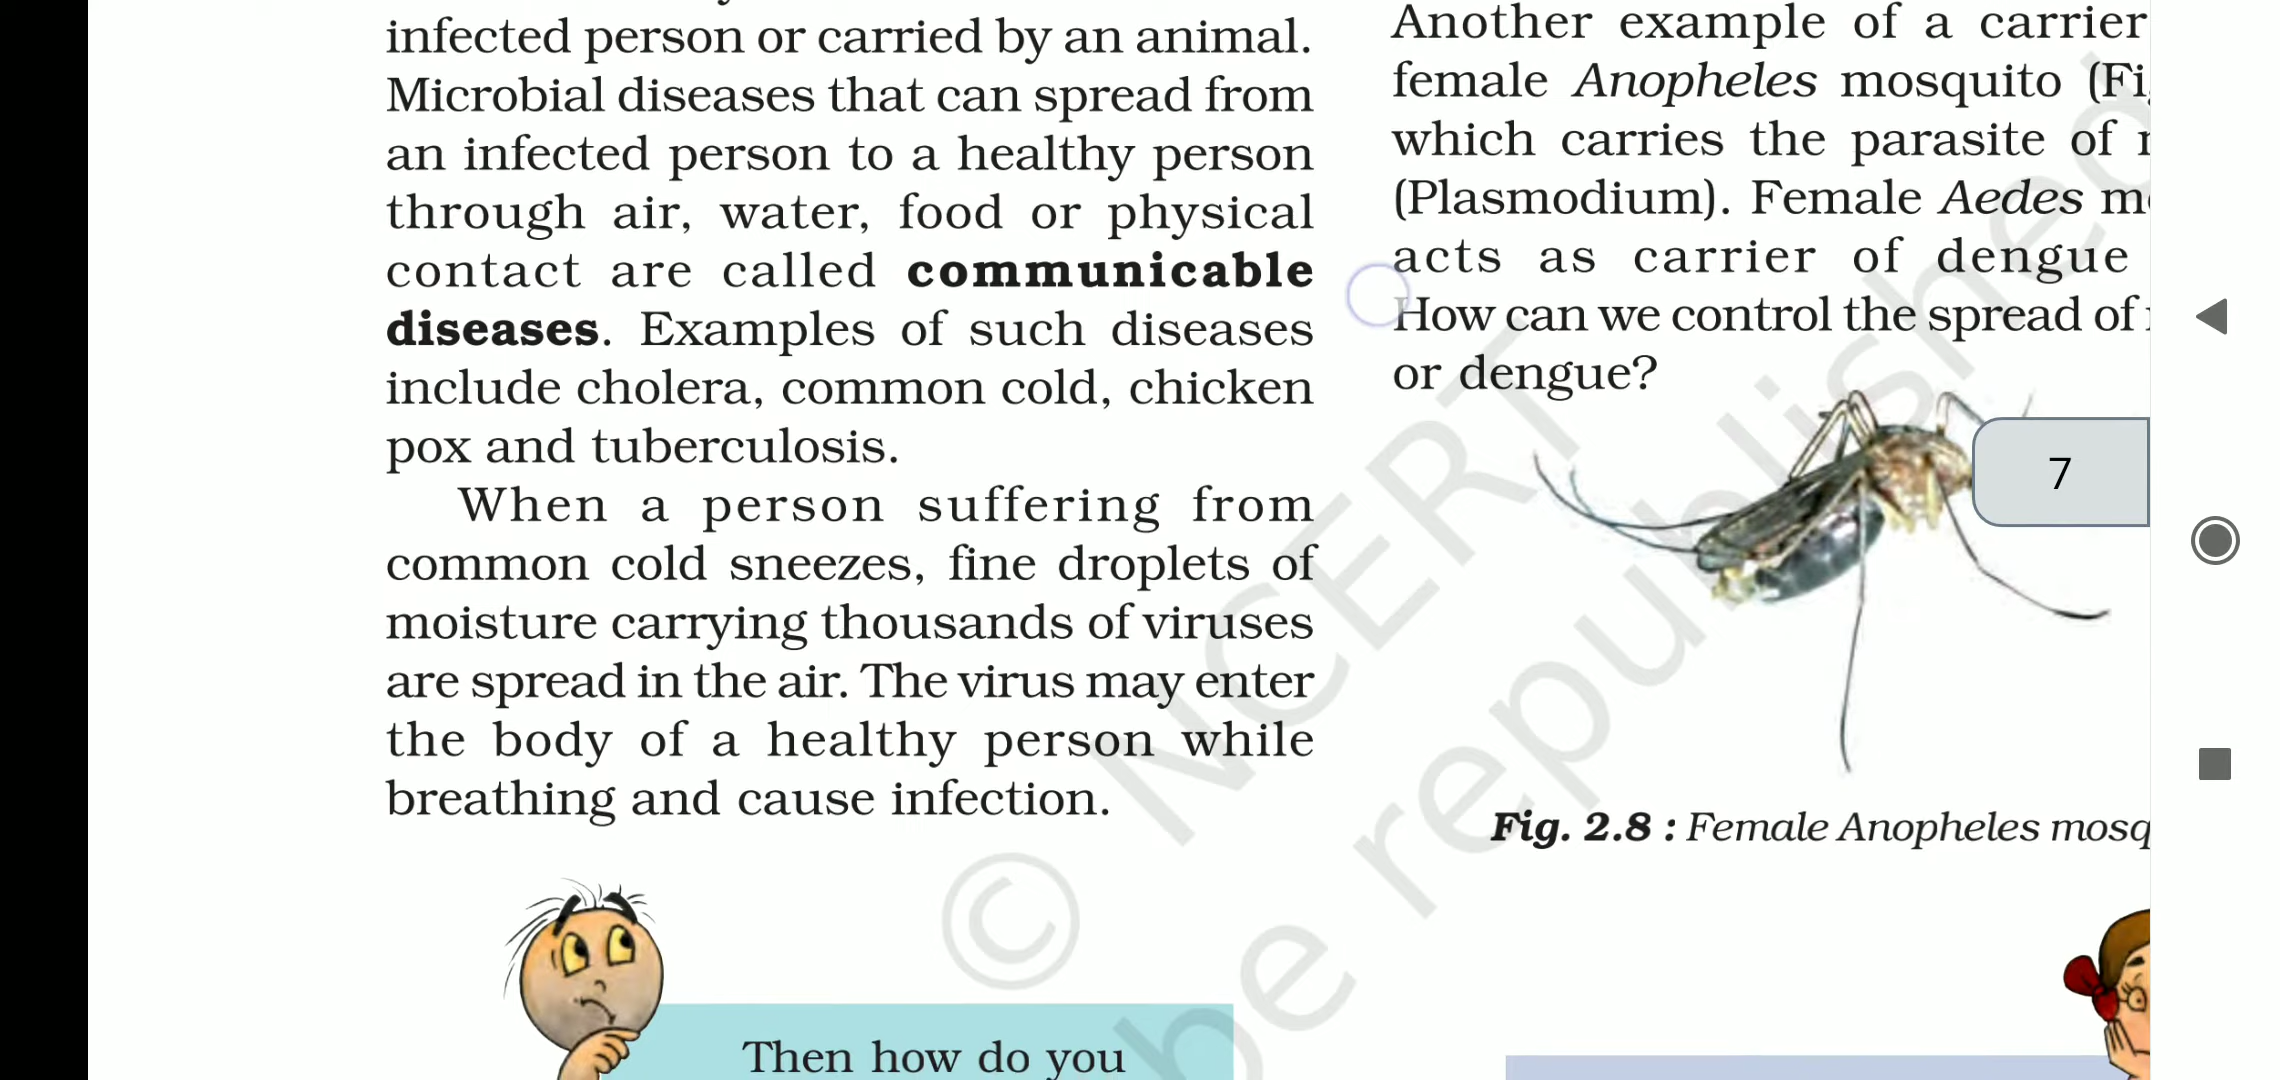 infected person or carried by an animal.
Microbial diseases that can spread from
an infected person to a healthy person
through air, water, food or physical
contact are called communicable
diseases. Examples of such diseases
include cholera, common cold, chicken
pox and tuberculosis.
When a person suffering from
common cold sneezes, fine droplets of
moisture carrying thousands of viruses
are spread in the air. The virus may enter
the body of a healthy person while
breathing and cause infection.
Then how do you
Another example of a carrier
female Anopheles mosquito
which carries the parasite of
(Plasmodium). Female Aedes
acts as carrier of dengue
How can we control the spread of
or dengue?
7
Fig. 2.8 : Female Anopheles
© NCERT
be republished